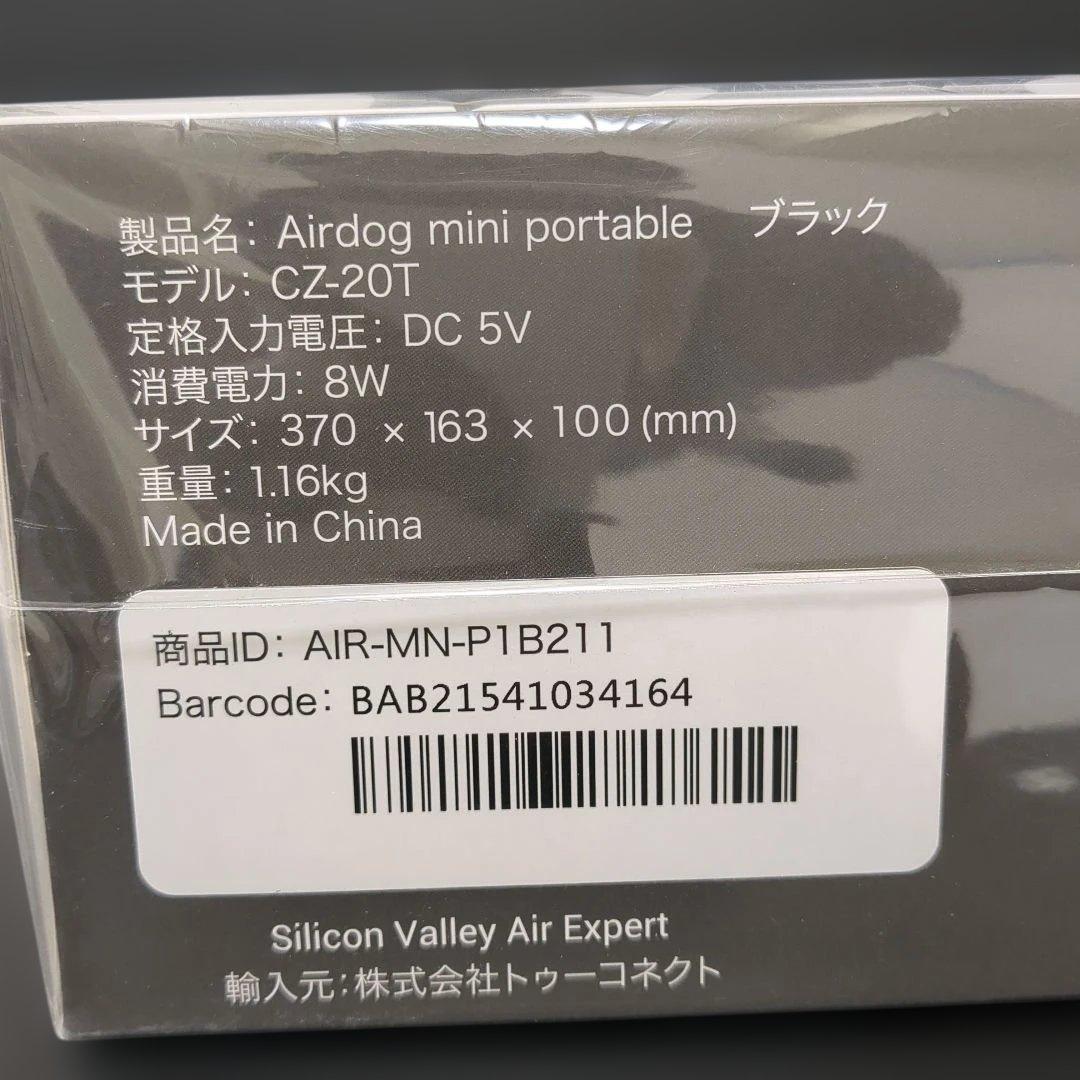 製品名: Airdog mini portable ブラック
モデル: CZ-20T
定格入力電圧: DC 5V
消費電力: 8W
サイズ: 370 × 163 × 100 (mm)
重量: 1.16kg
Made in China
商品ID: AIR-MN-P1B211
Barcode: BAB21541034164
Silicon Valley Air Expert
輸入元:株式会社トゥーコネクト